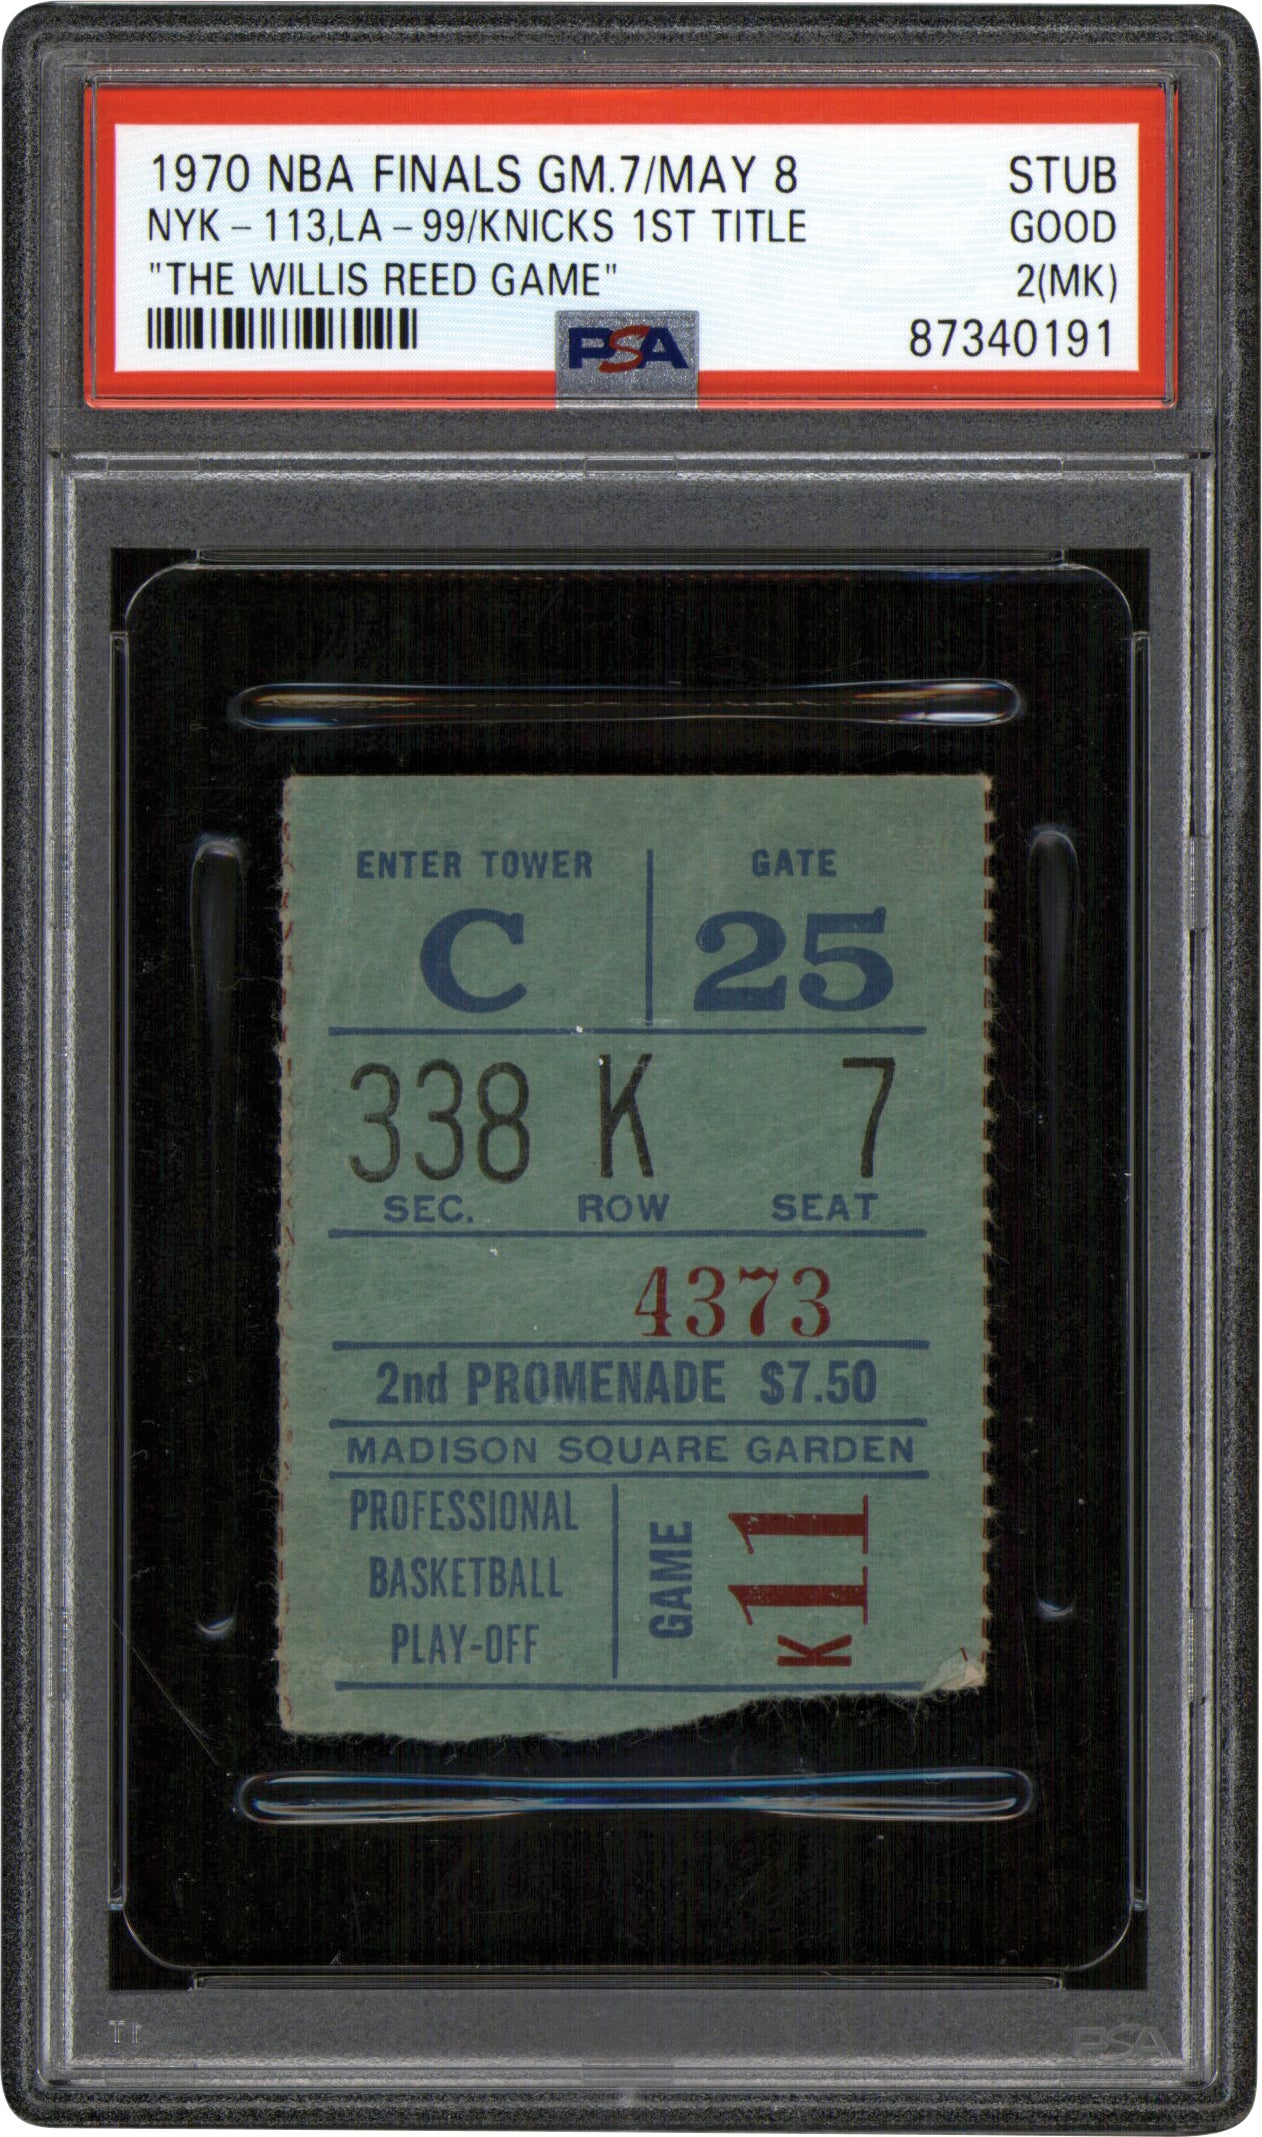 1970 NBA FINALS GM.7/MAY 8 STUB
NYK - 113,LA - 99/KNICKS 1ST TITLE GOOD
"THE WILLIS REED GAME" 2(MK)
PSA 87340191
ENTER TOWER GATE
C 25
338 K 7
SEC. ROW SEAT
4373
2nd PROMENADE $7.50
MADISON SQUARE GARDEN
PROFESSIONAL
BASKETBALL
PLAY-OFF
GAME
K11
PSA